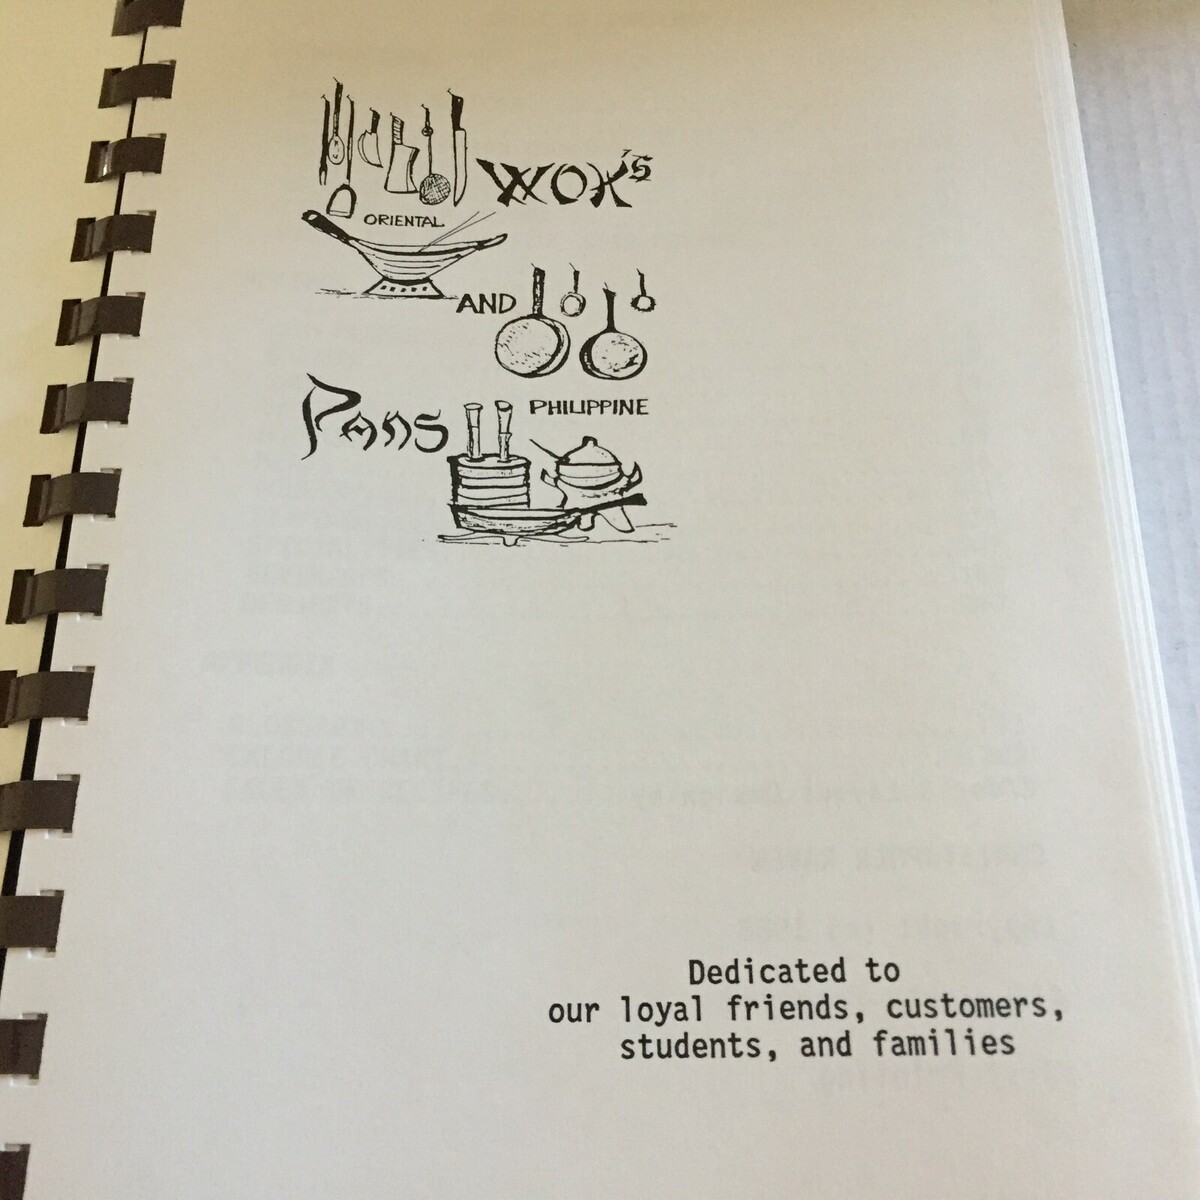 WOK's
ORIENTAL
AND
PANS
PHILIPPINE
Dedicated to
our loyal friends, customers,
students, and families